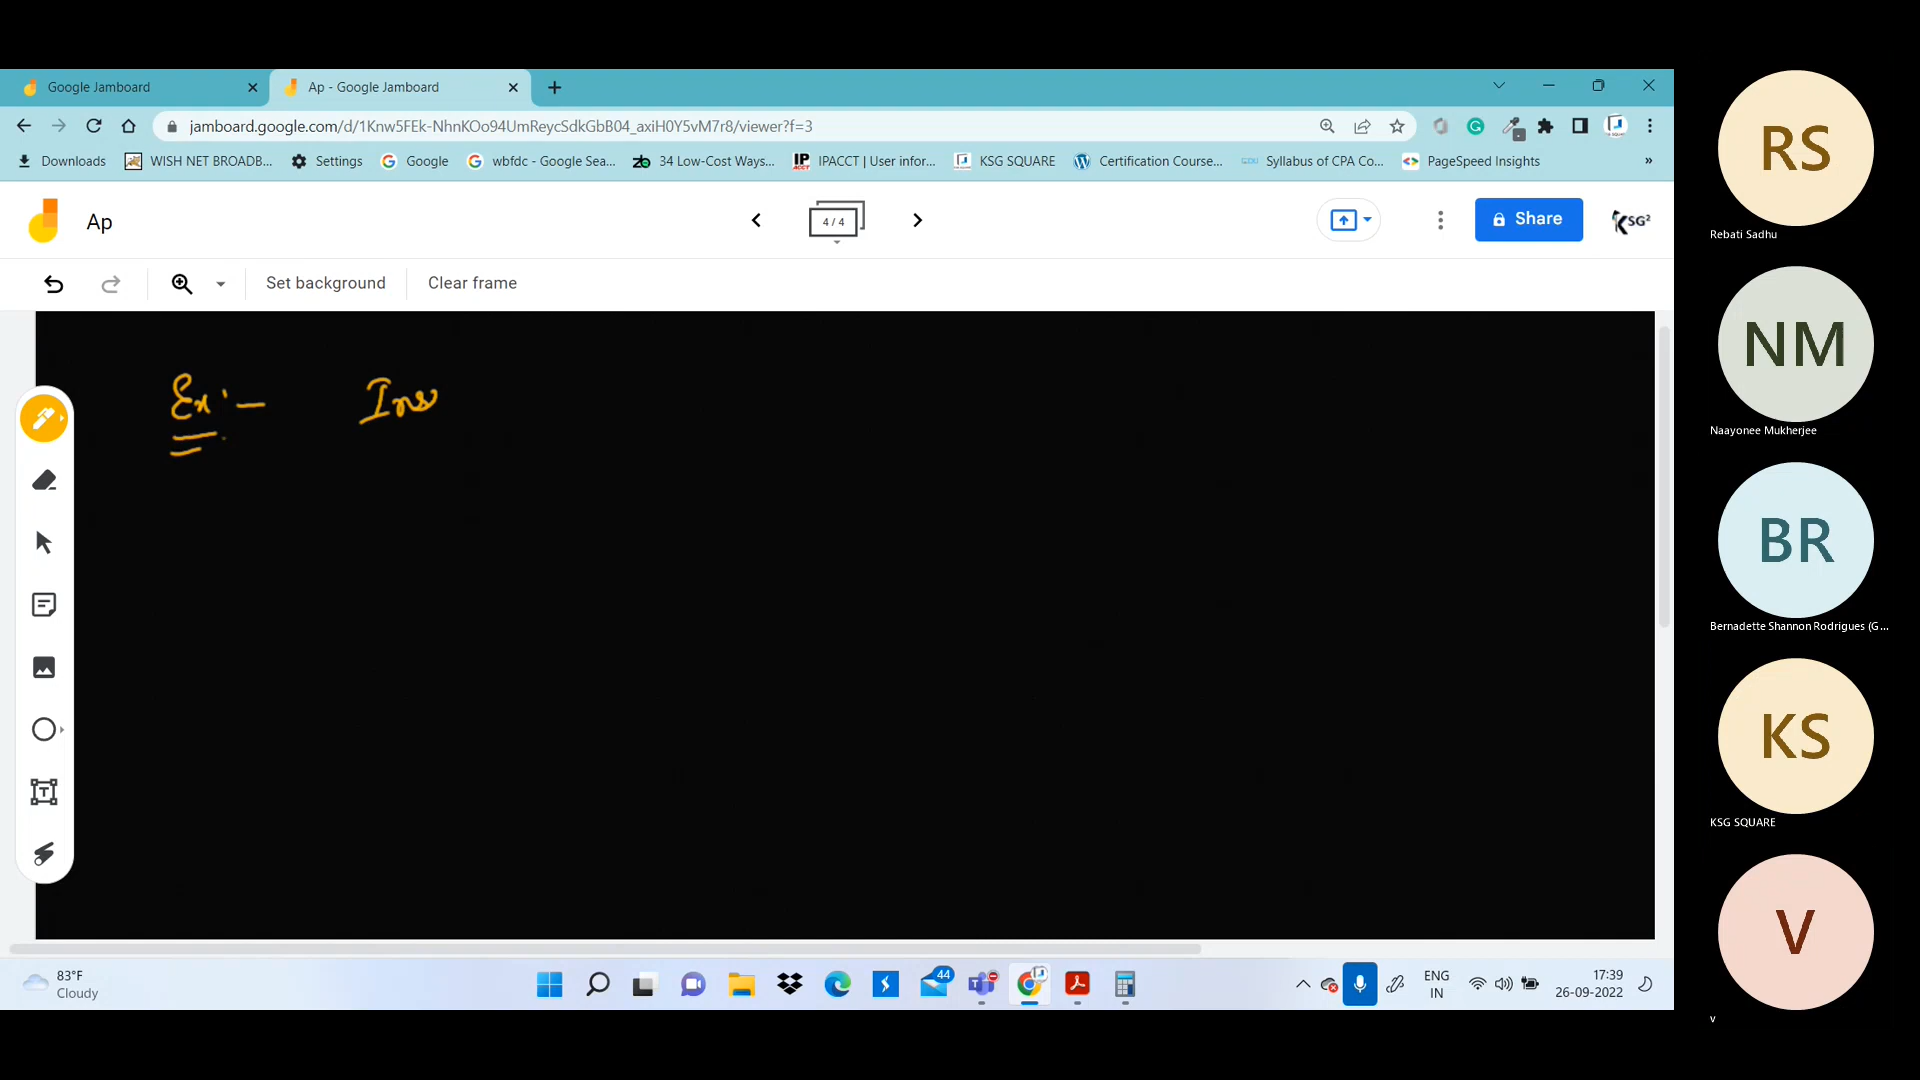 Google Jamboard
Ap - Google Jamboard
jamboard.google.com/d/1Knw5FEk-NhnKOo94UmReycSdkGbB04_axiH0Y5vM7r8/viewer?f=3
Downloads WISH NET BROADB... Settings Google wbfdc - Google Sea... 34 Low-Cost Ways... IPACCT | User infor... KSG SQUARE Certification Course... Syllabus of CPA Co... PageSpeed Insights »
Ap
4 / 4
Share
KSG²
Set background
Clear frame
Ex:- Ins
RS
Rebati Sadhu
NM
Naayonee Mukherjee
BR
Bernadette Shannon Rodrigues (G...
KS
KSG SQUARE
V
v
83°F
Cloudy
44
ENG
IN
17:39
26-09-2022